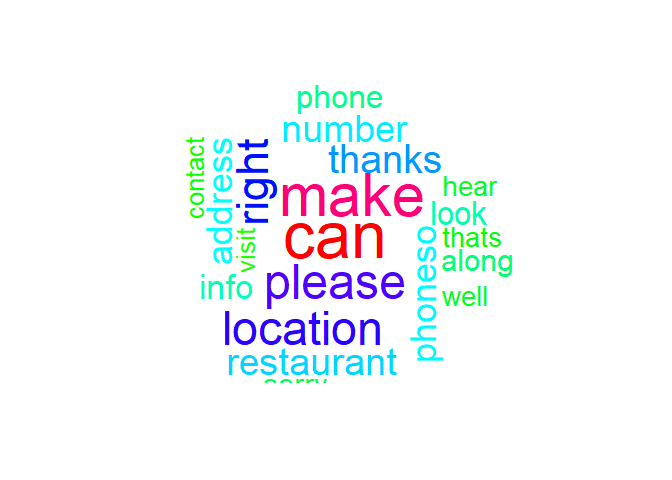 phone
number
thanks
contact
address
right
make
hear
look
can
visit
phoneso
thats
along
info
please
well
location
restaurant
sorry